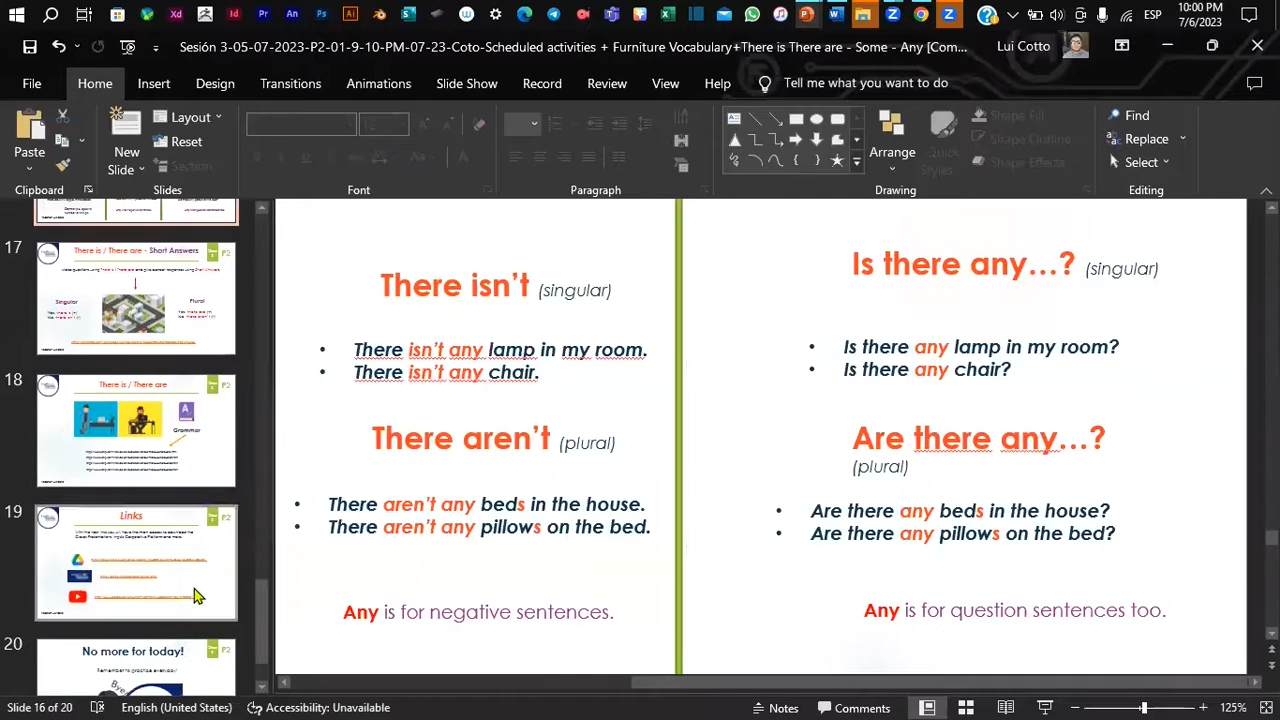 10:00 PM
7/6/2023
ESP
Sesión 3-05-07-2023-P2-01-9-10-PM-07-23-Coto-Scheduled activities + Furniture Vocabulary+There is There are - Some - Any [Com...
Lui Cotto
File
Home
Insert
Design
Transitions
Animations
Slide Show
Record
Review
View
Help
Tell me what you want to do
Paste
New
Slide
Layout
Reset
Section
Arrange
Quick
Styles
Shape Fill
Shape Outline
Shape Effects
Find
Replace
Select
Clipboard
Slides
Font
Paragraph
Drawing
Editing
17
There is / There are - Short Answers
P2
Singular
Plural
18
There is / There are
P2
Grammar
19
Links
P2
20
No more for today!
P2
Remember to practice everyday!
Bye
There isn't (singular)
• There isn't any lamp in my room.
• There isn't any chair.
There aren't (plural)
• There aren't any beds in the house.
• There aren't any pillows on the bed.
Any is for negative sentences.
Is there any…? (singular)
• Is there any lamp in my room?
• Is there any chair?
Are there any…?
(plural)
• Are there any beds in the house?
• Are there any pillows on the bed?
Any is for question sentences too.
Slide 16 of 20
English (United States)
Accessibility: Unavailable
Notes
Comments
125%